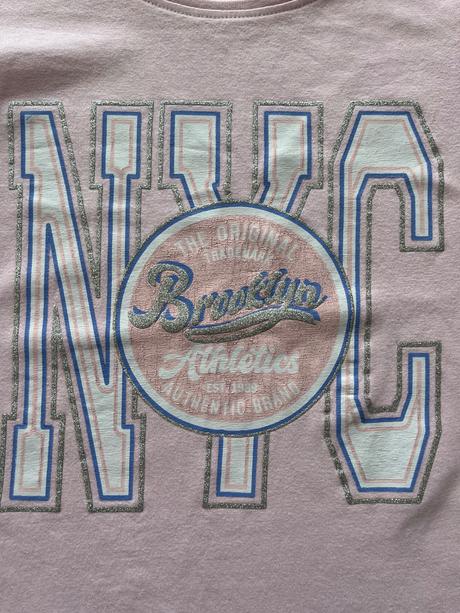 NYC
THE ORIGINAL
TRADEMARK
Brooklyn
Athletics
EST. 1980
AUTHENTIC BRAND